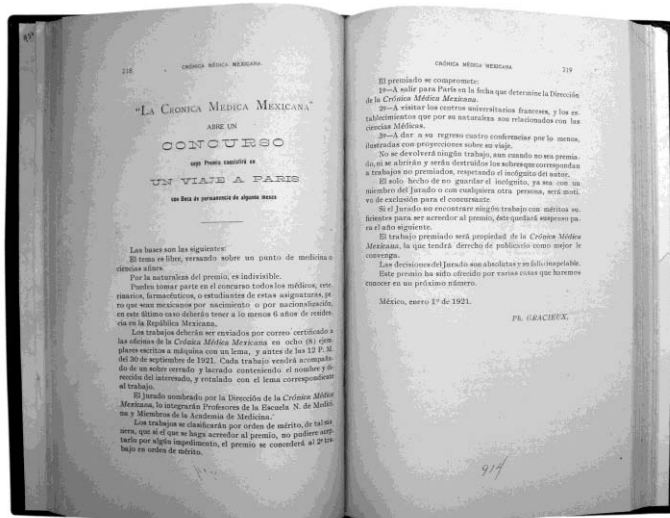 218
CRÓNICA MÉDICA MEXICANA
"LA CRONICA MEDICA MEXICANA"
ABRE UN
CONCURSO
cuyo Premio consistirá en
UN VIAJE A PARIS
con Beca de permanencia de algunos meses
Las bases son las siguientes:
El tema es libre, versando sobre un punto de medicina o
ciencias afines.
Por la naturaleza del premio, es indivisible.
Pueden tomar parte en el concurso todos los médicos, vete-
rinarios, farmacéuticos, o estudiantes de estas asignaturas, pe-
ro que sean mexicanos por nacimiento o por nacionalización,
en este último caso deberán tener a lo menos 6 años de residen-
cia en la República Mexicana.
Los trabajos deberán ser enviados por correo certificado a
las oficinas de la Crónica Médica Mexicana en ocho (8) ejem-
plares escritos a máquina con un lema, y antes de las 12 P. M.
del 30 de septiembre de 1921. Cada trabajo vendrá acompaña-
do de un sobre cerrado y lacrado conteniendo el nombre y di-
rección del interesado, y rotulado con el lema correspondiente
al trabajo.
El Jurado nombrado por la Dirección de la Crónica Médica
Mexicana, lo integrarán Profesores de la Escuela N. de Medici-
na y Miembros de la Academia de Medicina.
Los trabajos se clasificarán por orden de mérito, de tal ma-
nera, que si el que se haga acreedor al premio, no pudiere acep-
tarlo por algún impedimento, el premio se concederá al 2º tra-
bajo en orden de mérito.
CRÓNICA MÉDICA MEXICANA
219
El premiado se compromete:
1º—A salir para París en la fecha que determine la Dirección
de la Crónica Médica Mexicana.
2º—A visitar los centros universitarios franceses, y los es-
tablecimientos que por su naturaleza son relacionados con las
ciencias Médicas.
3º—A dar a su regreso cuatro conferencias por lo menos,
ilustradas con proyecciones sobre su viaje.
No se devolverá ningún trabajo, aun cuando no sea premia-
do, ni se abrirán y serán destruidos los sobres que correspondan
a trabajos no premiados, respetando el incógnito del autor.
El solo hecho de no guardar el incógnito, ya sea con un
miembro del Jurado o con cualquiera otra persona, será moti-
vo de exclusión para el concursante.
Si el Jurado no encontrare ningún trabajo con méritos su-
ficientes para ser acreedor al premio, éste quedará suspenso pa-
ra el año siguiente.
El trabajo premiado será propiedad de la Crónica Médica
Mexicana, la que tendrá derecho de publicarlo como mejor le
convenga.
Las decisiones del Jurado son absolutas y su fallo inapelable.
Este premio ha sido ofrecido por varias casas que haremos
conocer en un próximo número.
México, enero 1º de 1921.
Ph. GRACIEUX.